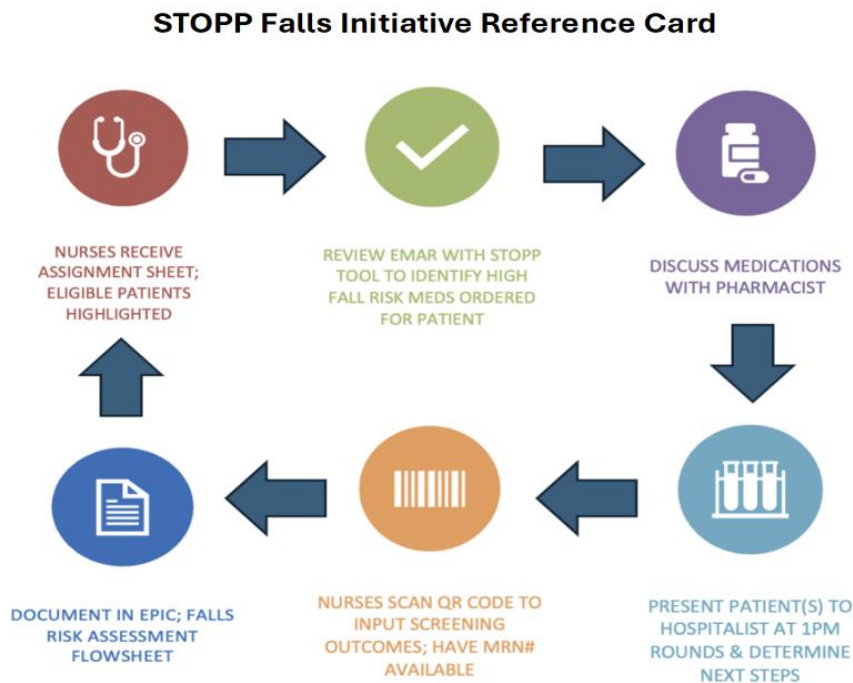 STOPP Falls Initiative Reference Card
NURSES RECEIVE
ASSIGNMENT SHEET;
ELIGIBLE PATIENTS
HIGHLIGHTED
REVIEW EMAR WITH STOPP
TOOL TO IDENTIFY HIGH
FALL RISK MEDS ORDERED
FOR PATIENT
DISCUSS MEDICATIONS
WITH PHARMACIST
PRESENT PATIENT(S) TO
HOSPITALIST AT 1PM
ROUNDS & DETERMINE
NEXT STEPS
NURSES SCAN QR CODE TO
INPUT SCREENING
OUTCOMES; HAVE MRN#
AVAILABLE
DOCUMENT IN EPIC; FALLS
RISK ASSESSMENT
FLOWSHEET